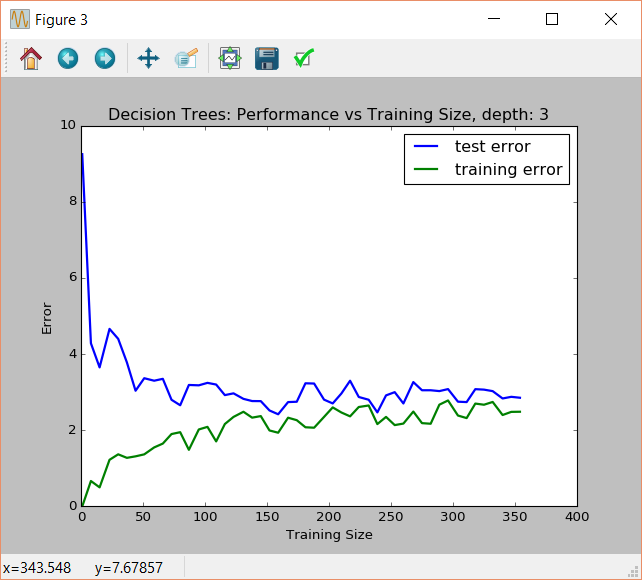 Figure 3
Decision Trees: Performance vs Training Size, depth: 3
test error
training error
10
8
6
4
2
0
Error
0 50 100 150 200 250 300 350 400
Training Size
x=343.548 y=7.67857